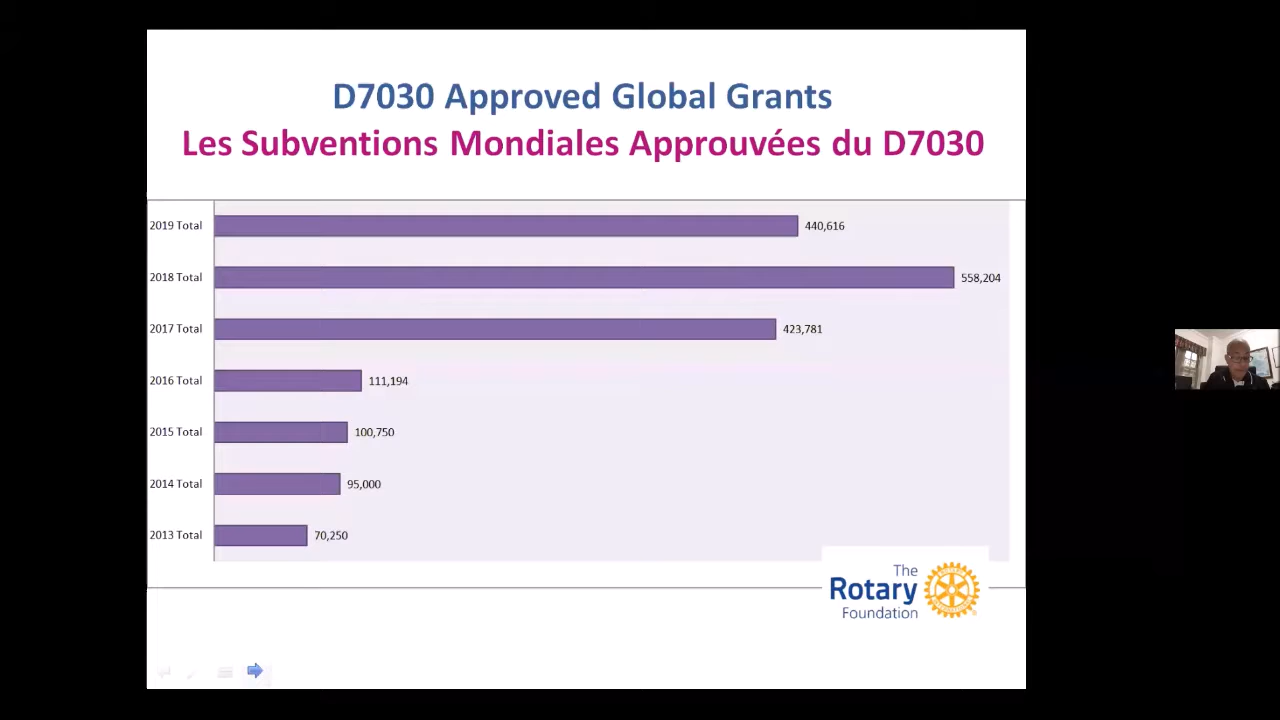 D7030 Approved Global Grants
Les Subventions Mondiales Approuvées du D7030
2019 Total 440,616
2018 Total 558,204
2017 Total 423,781
2016 Total 111,194
2015 Total 100,750
2014 Total 95,000
2013 Total 70,250
The
Rotary
Foundation